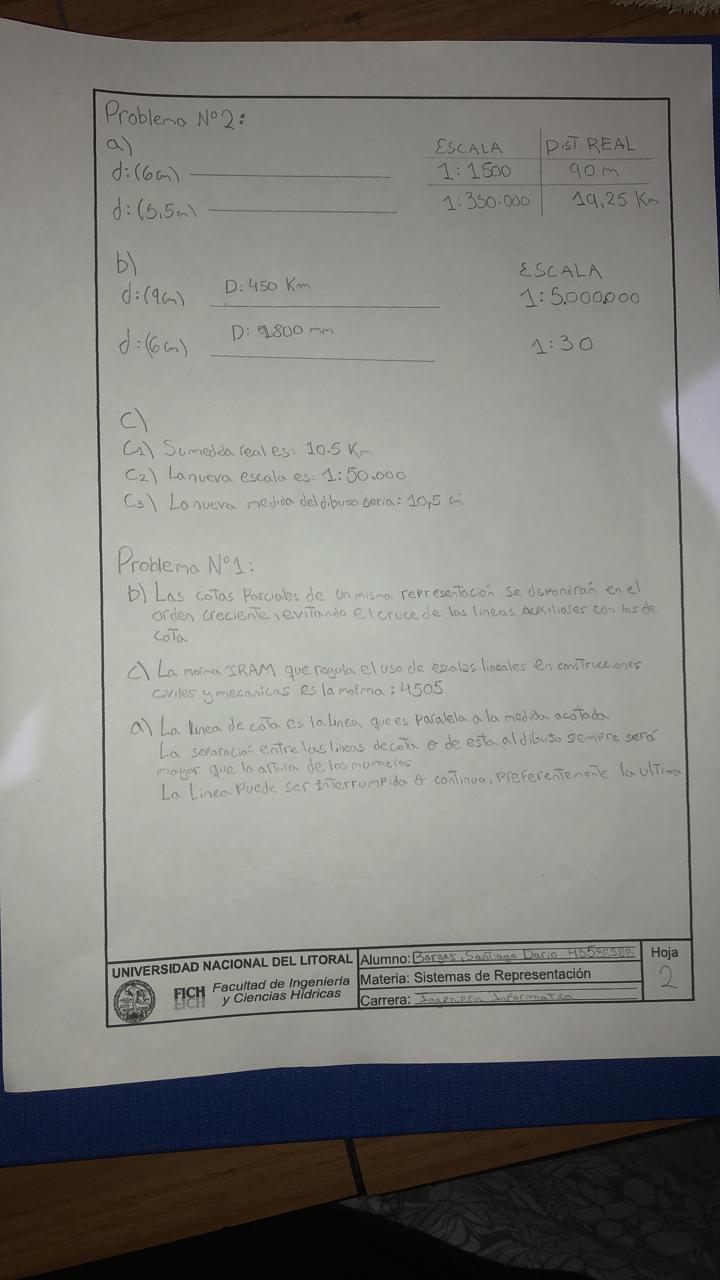 Problema N°2:
a)
ESCALA DiST REAL
d:(6cm) 1:1500 90 m
d:(5,5cm) 1:350.000 19,25 Km
b)
ESCALA
d:(9cm) D: 450 Km 1:5.000.000
d:(6cm) D: 1800 mm 1:30
C)
C1) Su medida real es: 10.5 Km
C2) La nueva escala es: 1:50.000
C3) La nueva medida del dibujo seria: 10,5 cm
Problema N°1:
b) Las cotas Parciales de un misma representación se dispondrán en el
orden creciente, evitando el cruce de las lineas auxiliares con las de
cota
c) La norma IRAM que regula el uso de escalas lineales en construcciones
civiles y mecanicas es la norma: 4505
a) La linea de cota es la linea que es paralela a la medida acotada
La separación entre las lineas de cota o de esta al dibujo sempre será
mayor que la altura de los numeros
La Linea puede ser interrumpida o continua, preferentemente la ultima
UNIVERSIDAD NACIONAL DEL LITORAL
FICH Facultad de Ingeniería
y Ciencias Hídricas
Alumno: Borges, Santiago Dario
Materia: Sistemas de Representación
Carrera: Ingenieria Informatica
Hoja
2